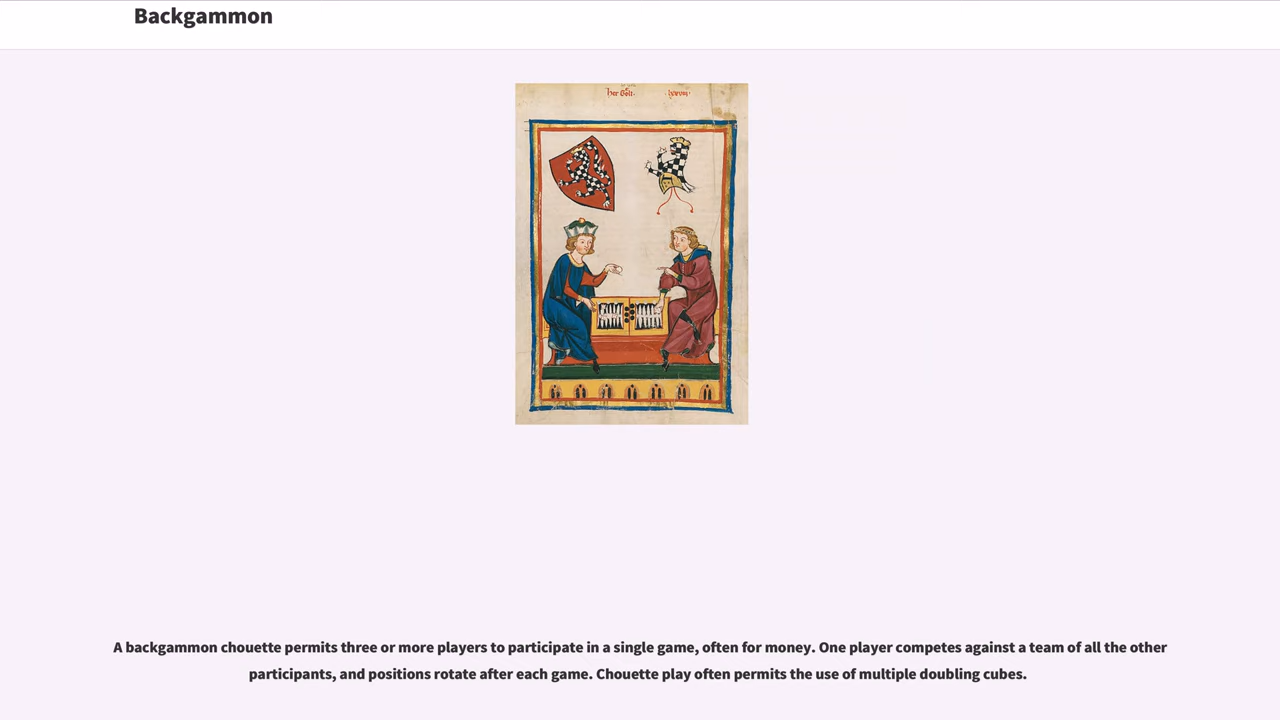 Backgammon
her Gölı.
A backgammon chouette permits three or more players to participate in a single game, often for money. One player competes against a team of all the other
participants, and positions rotate after each game. Chouette play often permits the use of multiple doubling cubes.